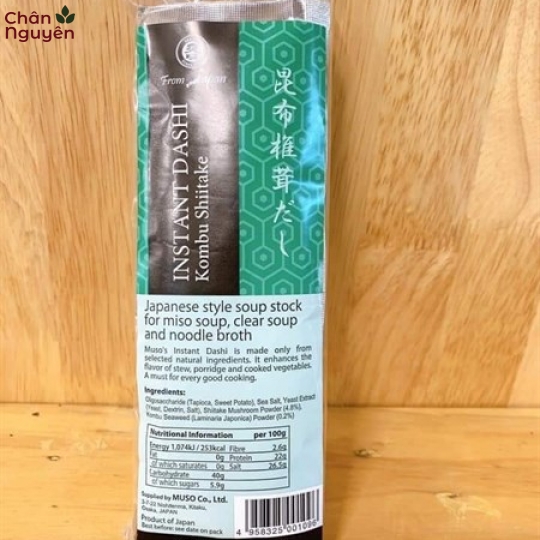 Chân
Nguyên
From Japan
INSTANT DASHI
Kombu Shiitake
昆布椎茸だし
Japanese style soup stock
for miso soup, clear soup
and noodle broth
Muso's Instant Dashi is made only from
selected natural ingredients. It enhances the
flavor of stew, porridge and cooked vegetables.
A must for every good cooking.
Ingredients:
Oligosaccharide (Tapioca, Sweet Potato), Sea Salt, Yeast Extract
(Yeast, Dextrin, Salt), Shiitake Mushroom Powder (4.8%),
Kombu Seaweed (Laminaria Japonica) Powder (0.2%)
Nutritional Information per 100g
Energy 1,074kJ / 253kcal Fibre 2.6g
Fat 0g Protein 22g
of which saturates 0g Salt 26.5g
Carbohydrate 40g
of which sugars 5.9g
Supplied by MUSO Co., Ltd.
3-7-22 Nishitenma, Kitaku,
Osaka, JAPAN
Product of Japan
Best before: see date on pack
4 958325 001096